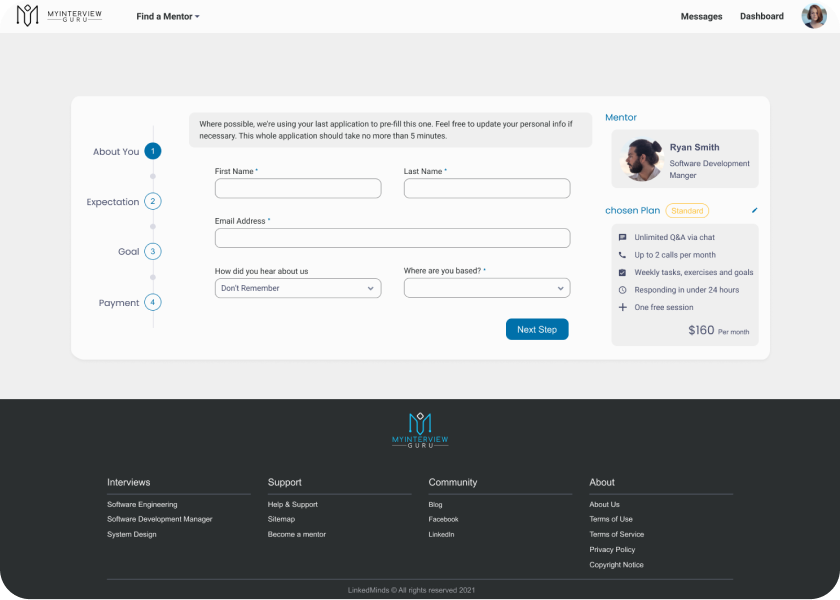 MYINTERVIEW
GURU
Find a Mentor
Messages
Dashboard
Where possible, we're using your last application to pre-fill this one. Feel free to update your personal info if
necessary. This whole application should take no more than 5 minutes.
About You 1
Expectation 2
Goal 3
Payment 4
First Name *
Last Name *
Email Address *
How did you hear about us
Where are you based? *
Don't Remember
Next Step
Mentor
Ryan Smith
Software Development
Manger
chosen Plan Standard
Unlimited Q&A via chat
Up to 2 calls per month
Weekly tasks, exercises and goals
Responding in under 24 hours
One free session
$160 Per month
MYINTERVIEW
GURU
Interviews
Software Engineering
Software Development Manager
System Design
Support
Help & Support
Sitemap
Become a mentor
Community
Blog
Facebook
LinkedIn
About
About Us
Terms of Use
Terms of Service
Privacy Policy
Copyright Notice
LinkedMinds © All rights reserved 2021